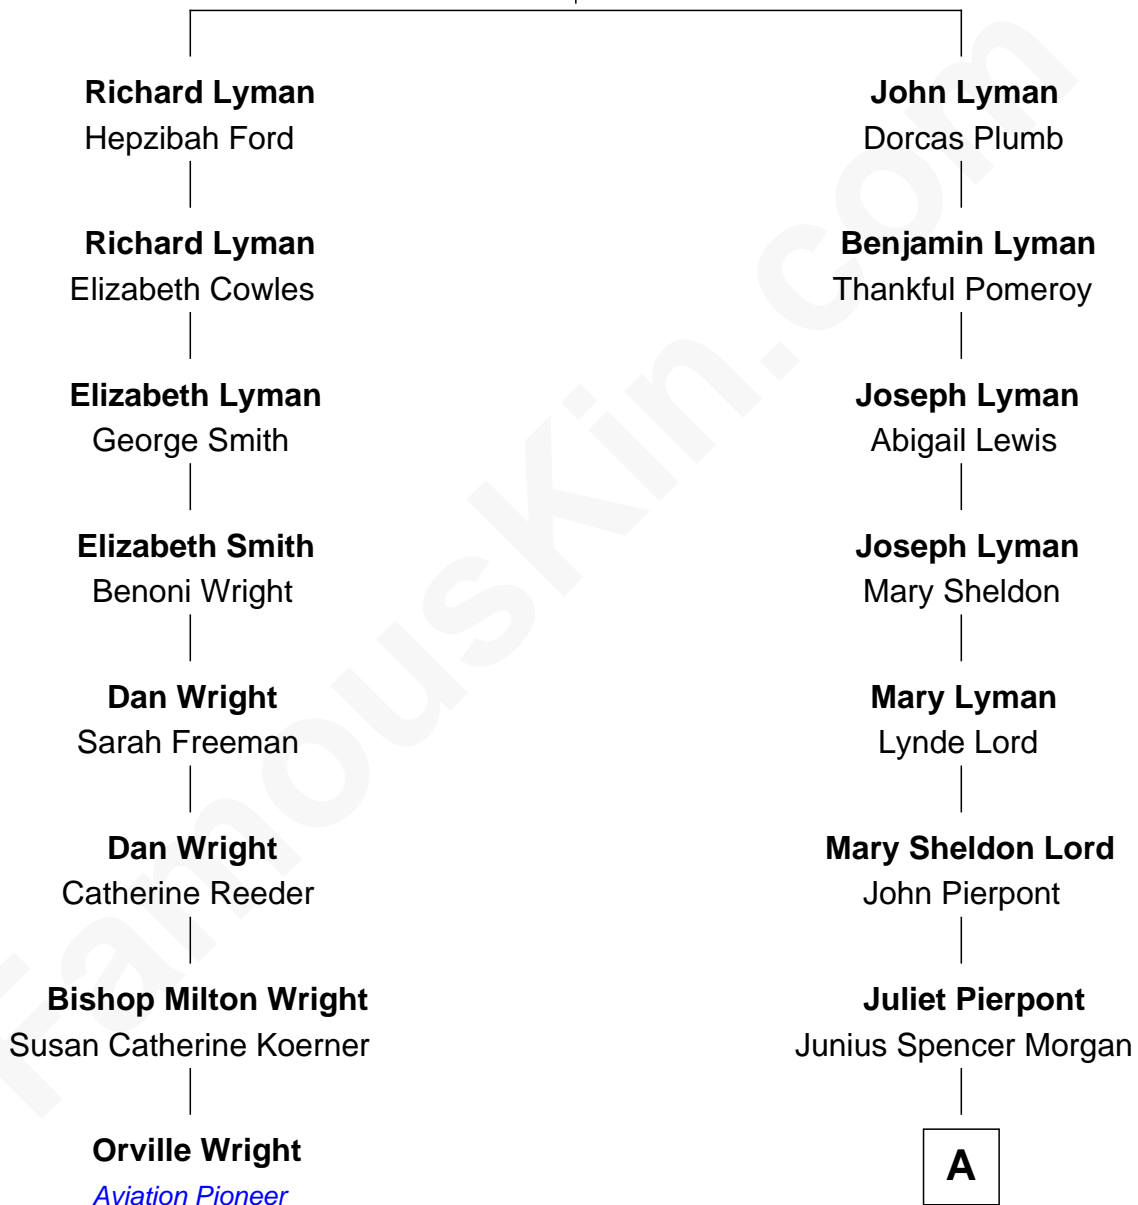 Richard Lyman
Hepzibah Ford
John Lyman
Dorcas Plumb
Richard Lyman
Elizabeth Cowles
Benjamin Lyman
Thankful Pomeroy
Elizabeth Lyman
George Smith
Joseph Lyman
Abigail Lewis
Elizabeth Smith
Benoni Wright
Joseph Lyman
Mary Sheldon
Dan Wright
Sarah Freeman
Mary Lyman
Lynde Lord
Dan Wright
Catherine Reeder
Mary Sheldon Lord
John Pierpont
Bishop Milton Wright
Susan Catherine Koerner
Juliet Pierpont
Junius Spencer Morgan
Orville Wright
Aviation Pioneer
A
FamousKin.com